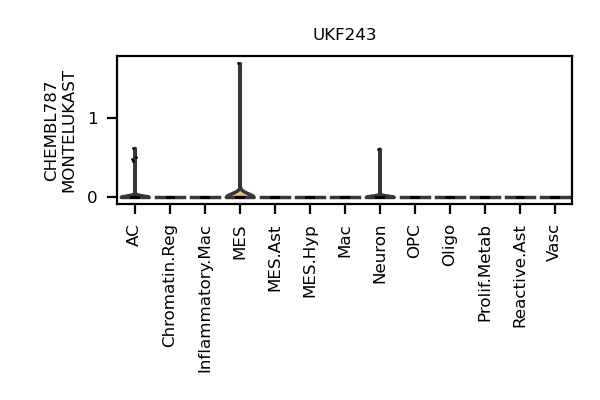 UKF243
CHEMBL787
MONTELUKAST
1
0
AC
Chromatin.Reg
Inflammatory.Mac
MES
MES.Ast
MES.Hyp
Mac
Neuron
OPC
Oligo
Prolif.Metab
Reactive.Ast
Vasc